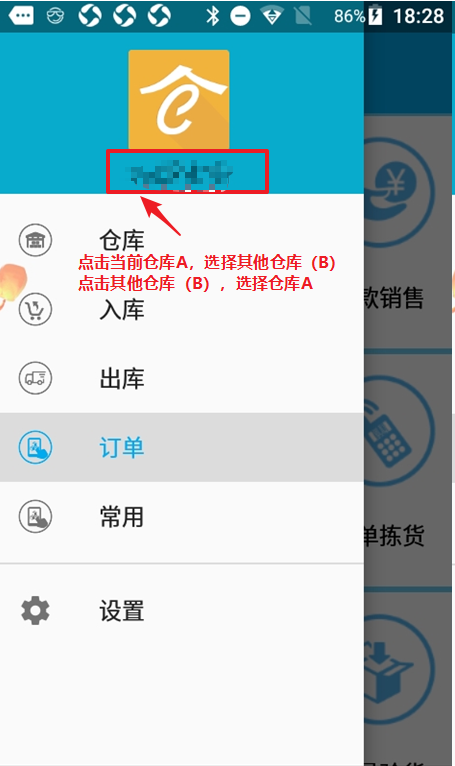 86% 18:28
仓库
点击当前仓库A，选择其他仓库（B）
点击其他仓库（B），选择仓库A
款销售
入库
出库
订单
常用
单拣货
设置